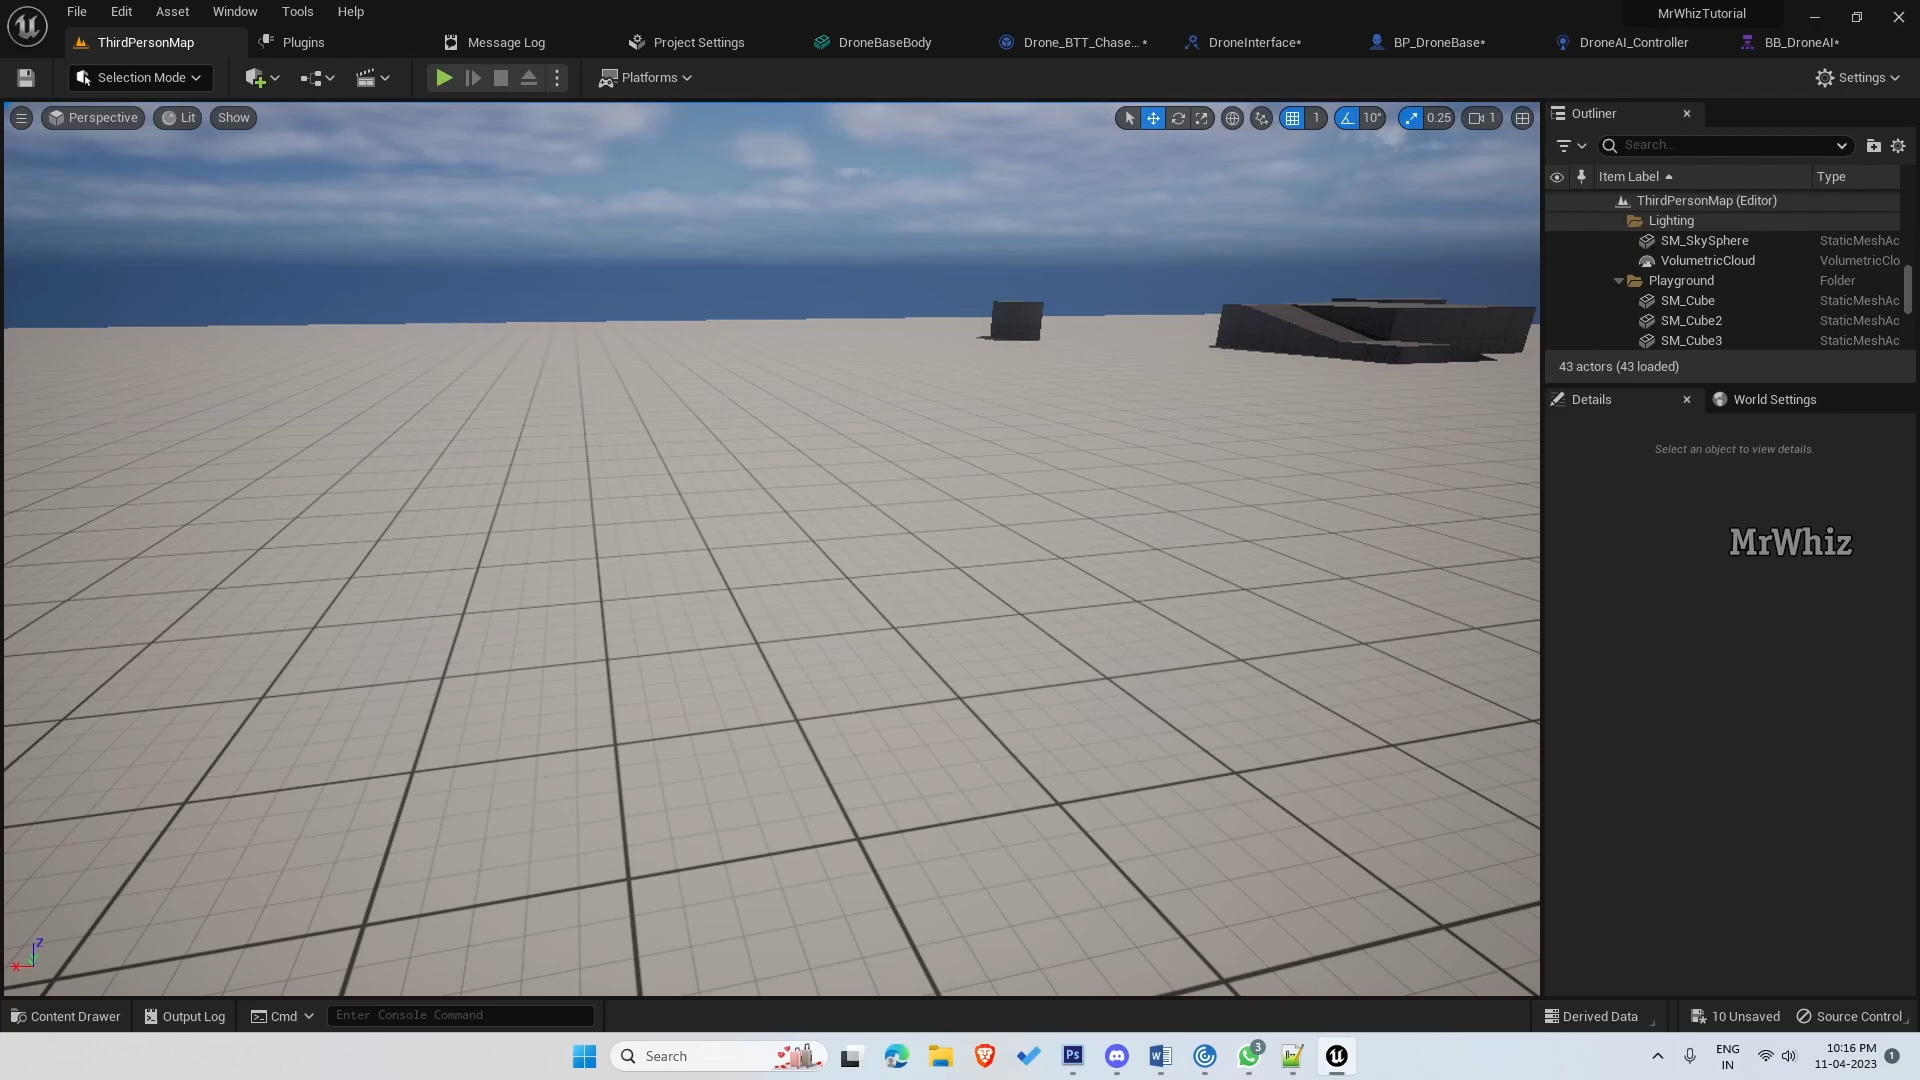 File Edit Asset Window Tools Help
MrWhizTutorial
ThirdPersonMap
Plugins
Message Log
Project Settings
DroneBaseBody
Drone_BTT_Chase... *
DroneInterface*
BP_DroneBase*
DroneAI_Controller
BB_DroneAI*
Selection Mode
Platforms
Settings
Perspective
Lit
Show
1
10°
0.25
1
Outliner
Search...
Item Label
Type
ThirdPersonMap (Editor)
Lighting
SM_SkySphere StaticMeshAc
VolumetricCloud VolumetricClo
Playground Folder
SM_Cube StaticMeshAc
SM_Cube2 StaticMeshAc
SM_Cube3 StaticMeshAc
43 actors (43 loaded)
Details
World Settings
Select an object to view details.
MrWhiz
Z
X
Content Drawer
Output Log
Cmd
Enter Console Command
Derived Data
10 Unsaved
Source Control
Search
Ps
3
ENG
IN
10:16 PM
11-04-2023
1